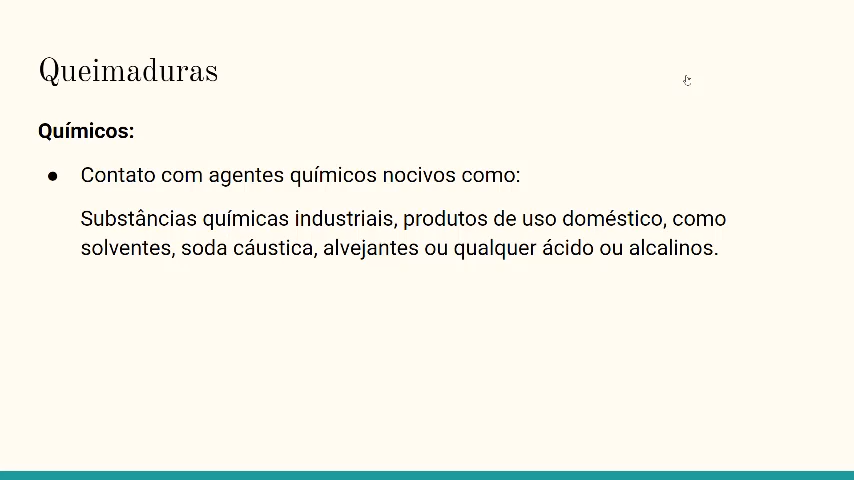 Queimaduras
Químicos:
● Contato com agentes químicos nocivos como:
Substâncias químicas industriais, produtos de uso doméstico, como
solventes, soda cáustica, alvejantes ou qualquer ácido ou alcalinos.